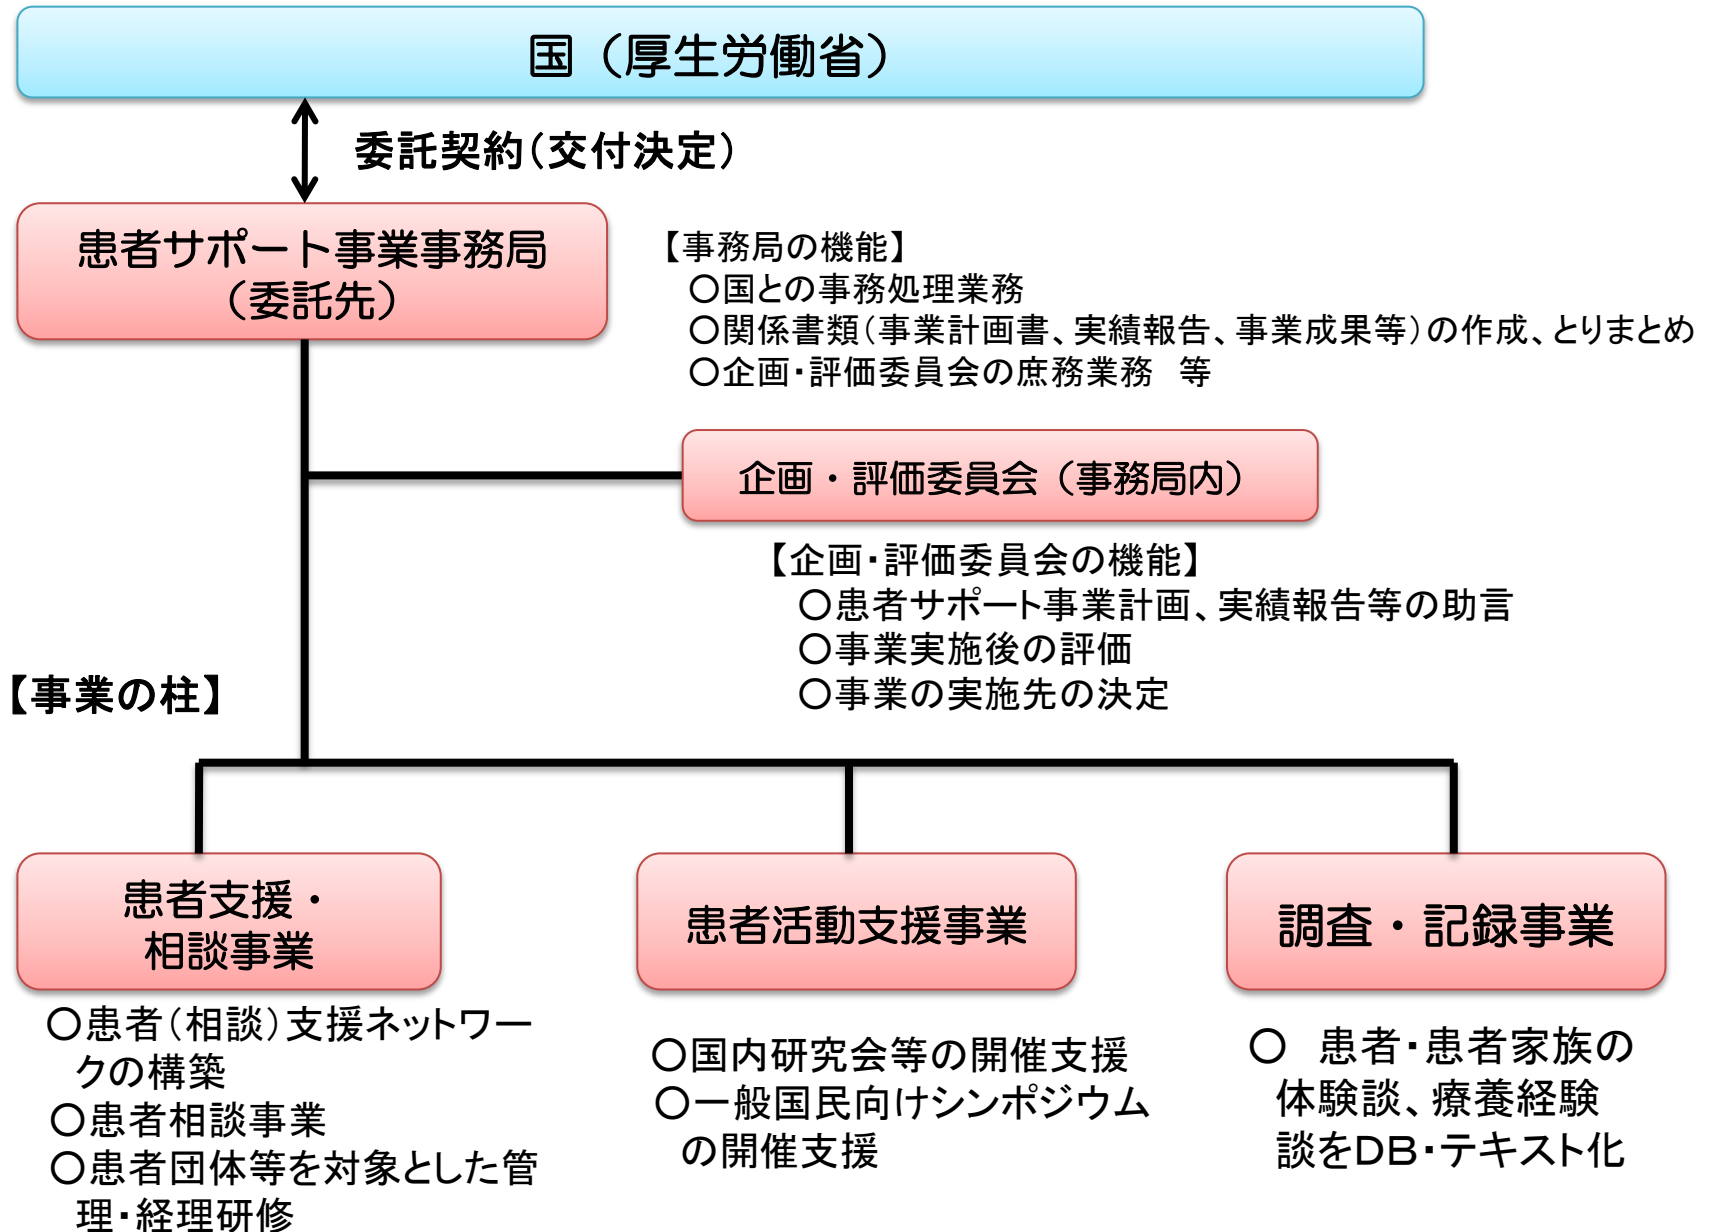 国（厚生労働省）
委託契約（交付決定）
患者サポート事業事務局
（委託先）
【事務局の機能】
○国との事務処理業務
○関係書類（事業計画書、実績報告、事業成果等）の作成、とりまとめ
○企画・評価委員会の庶務業務　等
企画・評価委員会（事務局内）
【企画・評価委員会の機能】
○患者サポート事業計画、実績報告等の助言
○事業実施後の評価
○事業の実施先の決定
【事業の柱】
患者支援・
相談事業
○患者（相談）支援ネットワー
クの構築
○患者相談事業
○患者団体等を対象とした管
理・経理研修
患者活動支援事業
○国内研究会等の開催支援
○一般国民向けシンポジウム
の開催支援
調査・記録事業
○　患者・患者家族の
体験談、療養経験
談をＤＢ・テキスト化